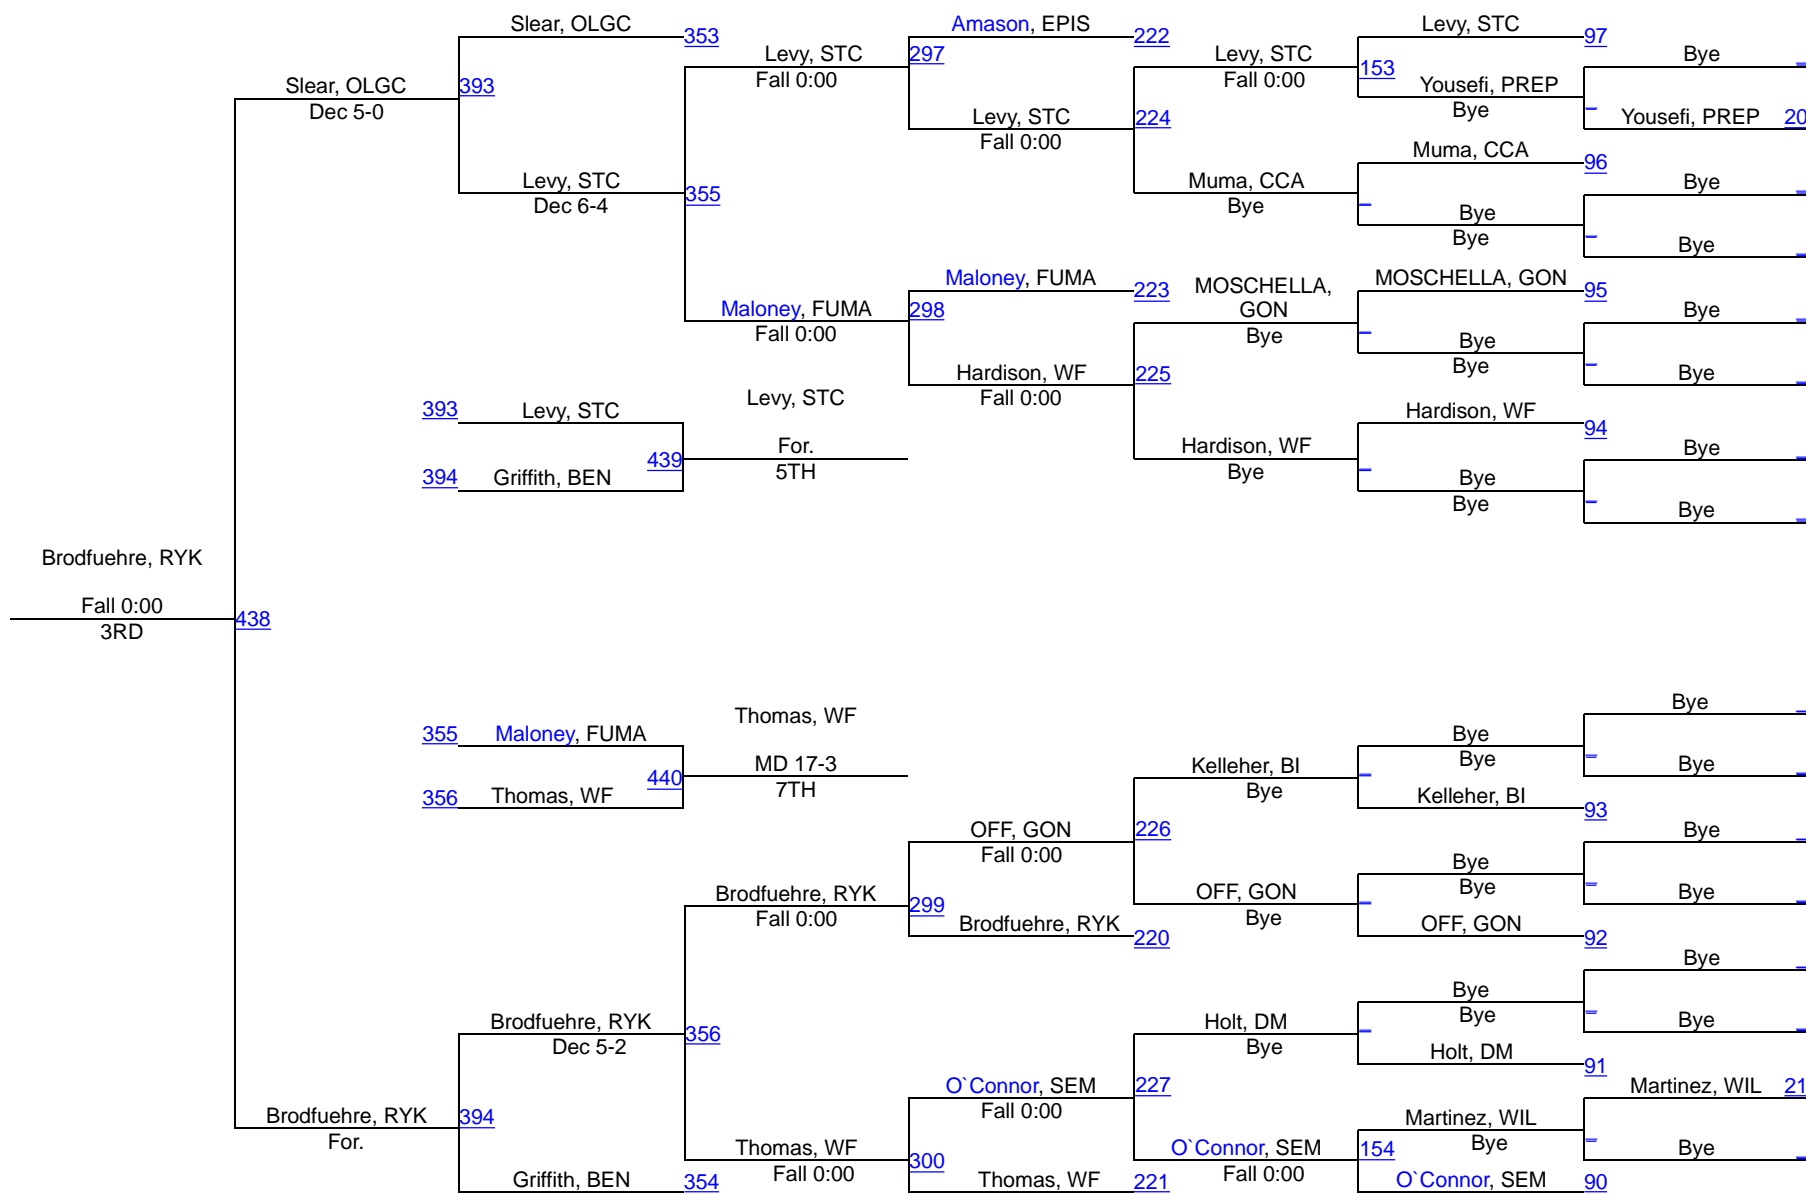 Slear, OLGC
353
Amason, EPIS
222
Levy, STC
97
Levy, STC
Fall 0:00
297
Levy, STC
Fall 0:00
153
Bye
Slear, OLGC
Dec 5-0
393
Yousefi, PREP
Bye
Levy, STC
Fall 0:00
224
Yousefi, PREP 20
Muma, CCA
96
Levy, STC
Dec 6-4
355
Muma, CCA
Bye
Bye
Bye
Bye
Bye
Maloney, FUMA
223
MOSCHELLA,
GON
Bye
MOSCHELLA, GON
95
Maloney, FUMA
Fall 0:00
298
Bye
Bye
Bye
Hardison, WF
Fall 0:00
225
Bye
393
Levy, STC
Levy, STC
Hardison, WF
94
439
For.
5TH
Hardison, WF
Bye
Bye
394
Griffith, BEN
Bye
Bye
Bye
Brodfuehre, RYK
Fall 0:00
3RD
438
Bye
355
Maloney, FUMA
Thomas, WF
Bye
Bye
440
MD 17-3
7TH
Kelleher, BI
Bye
Bye
356
Thomas, WF
Kelleher, BI
93
OFF, GON
Fall 0:00
226
Bye
Bye
Bye
Brodfuehre, RYK
Fall 0:00
299
OFF, GON
Bye
Bye
Brodfuehre, RYK
220
OFF, GON
92
Bye
Bye
Bye
Brodfuehre, RYK
Dec 5-2
356
Holt, DM
Bye
Bye
Holt, DM
91
O`Connor, SEM
Fall 0:00
227
Martinez, WIL 21
Brodfuehre, RYK
For.
394
Martinez, WIL
Bye
Thomas, WF
Fall 0:00
300
O`Connor, SEM
Fall 0:00
154
Bye
Griffith, BEN
354
Thomas, WF
221
O`Connor, SEM
90